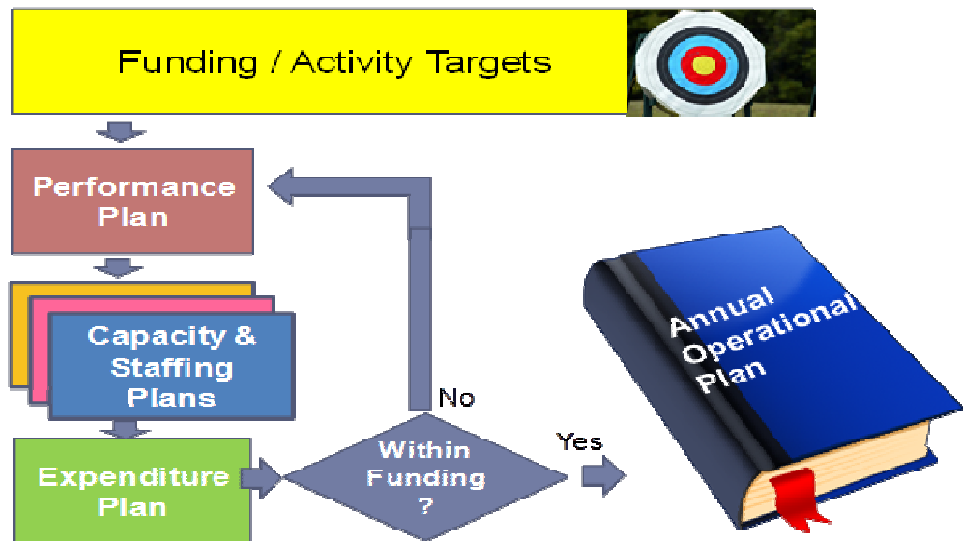 Funding / Activity Targets
Performance
Plan
Capacity &
Staffing
Plans
Expenditure
Plan
Within
Funding
?
No
Yes
Annual
Operational
Plan